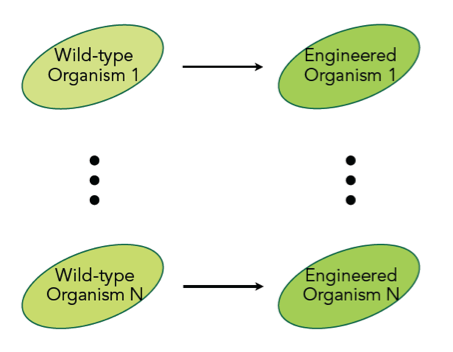 Wild-type
Organism 1
Engineered
Organism 1
Wild-type
Organism N
Engineered
Organism N